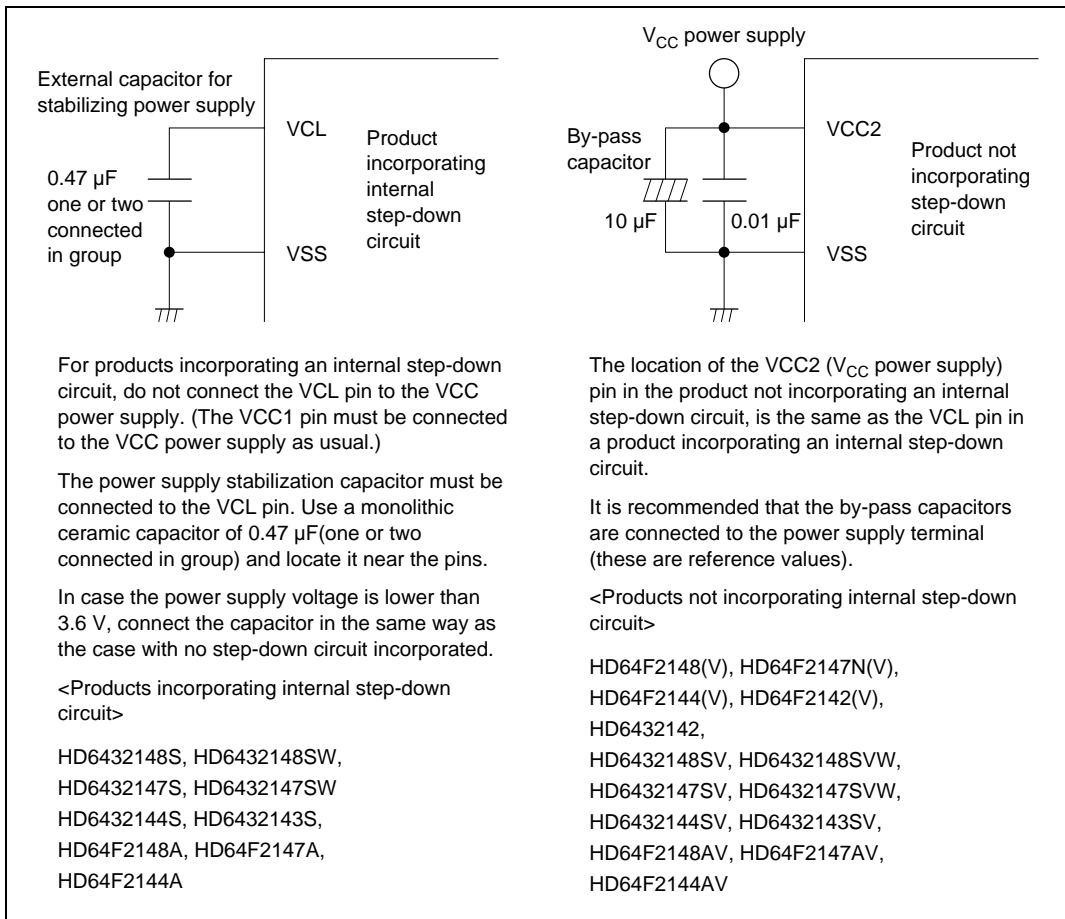 External capacitor for
stabilizing power supply
VCL
Product
incorporating
internal
step-down
circuit
0.47 µF
one or two
connected
in group
VSS
VCC power supply
By-pass
capacitor
VCC2
Product not
incorporating
step-down
circuit
10 µF
0.01 µF
VSS
For products incorporating an internal step-down
circuit, do not connect the VCL pin to the VCC
power supply. (The VCC1 pin must be connected
to the VCC power supply as usual.)
The power supply stabilization capacitor must be
connected to the VCL pin. Use a monolithic
ceramic capacitor of 0.47 µF(one or two
connected in group) and locate it near the pins.
In case the power supply voltage is lower than
3.6 V, connect the capacitor in the same way as
the case with no step-down circuit incorporated.
<Products incorporating internal step-down
circuit>
HD6432148S, HD6432148SW,
HD6432147S, HD6432147SW
HD6432144S, HD6432143S,
HD64F2148A, HD64F2147A,
HD64F2144A
The location of the VCC2 (VCC power supply)
pin in the product not incorporating an internal
step-down circuit, is the same as the VCL pin in
a product incorporating an internal step-down
circuit.
It is recommended that the by-pass capacitors
are connected to the power supply terminal
(these are reference values).
<Products not incorporating internal step-down
circuit>
HD64F2148(V), HD64F2147N(V),
HD64F2144(V), HD64F2142(V),
HD6432142,
HD6432148SV, HD6432148SVW,
HD6432147SV, HD6432147SVW,
HD6432144SV, HD6432143SV,
HD64F2148AV, HD64F2147AV,
HD64F2144AV